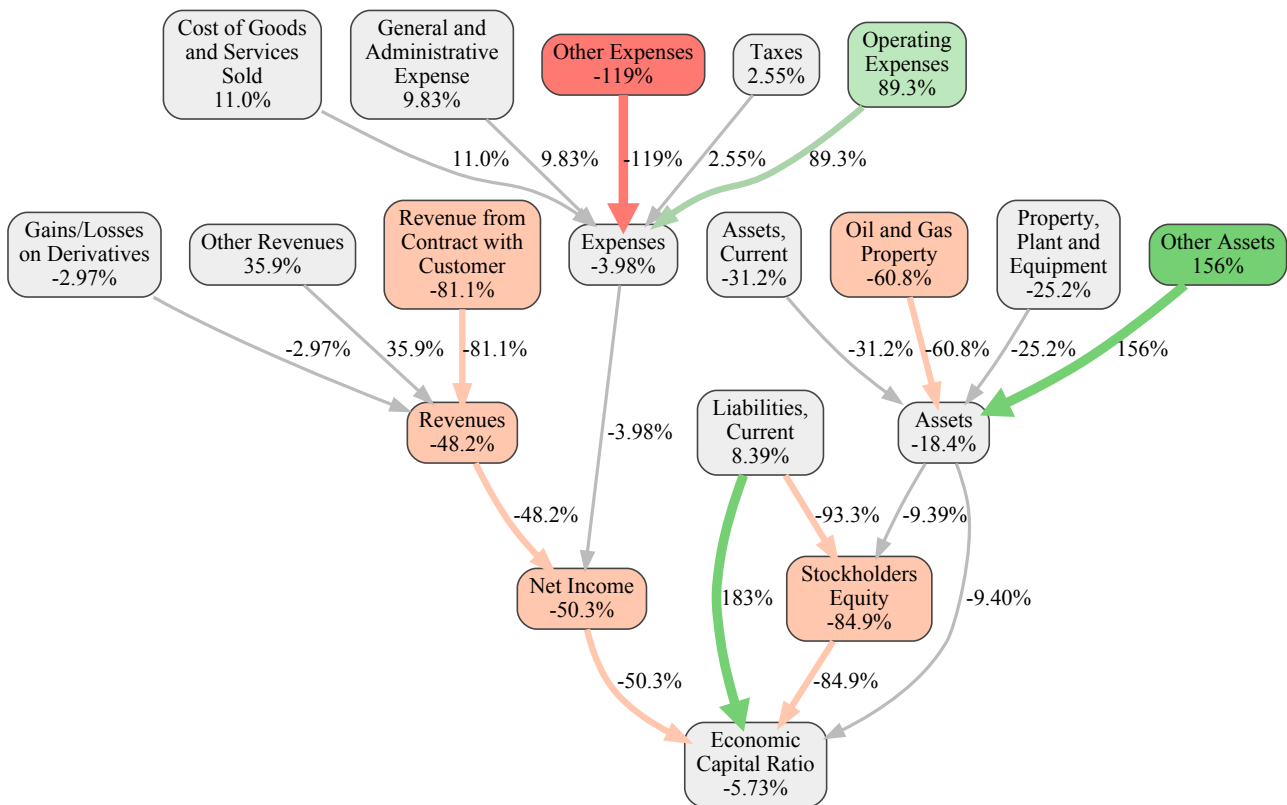 Cost of Goods
and Services
Sold
11.0%
General and
Administrative
Expense
9.83%
Other Expenses
-119%
Taxes
2.55%
Operating
Expenses
89.3%
11.0%
9.83%
-119%
2.55%
89.3%
Gains/Losses
on Derivatives
-2.97%
Other Revenues
35.9%
Revenue from
Contract with
Customer
-81.1%
Expenses
-3.98%
Assets,
Current
-31.2%
Oil and Gas
Property
-60.8%
Property,
Plant and
Equipment
-25.2%
Other Assets
156%
-2.97%
35.9%
-81.1%
-31.2%
-60.8%
-25.2%
156%
Revenues
-48.2%
-3.98%
Liabilities,
Current
8.39%
Assets
-18.4%
-48.2%
-93.3%
-9.39%
Net Income
-50.3%
183%
Stockholders
Equity
-84.9%
-9.40%
-50.3%
-84.9%
Economic
Capital Ratio
-5.73%